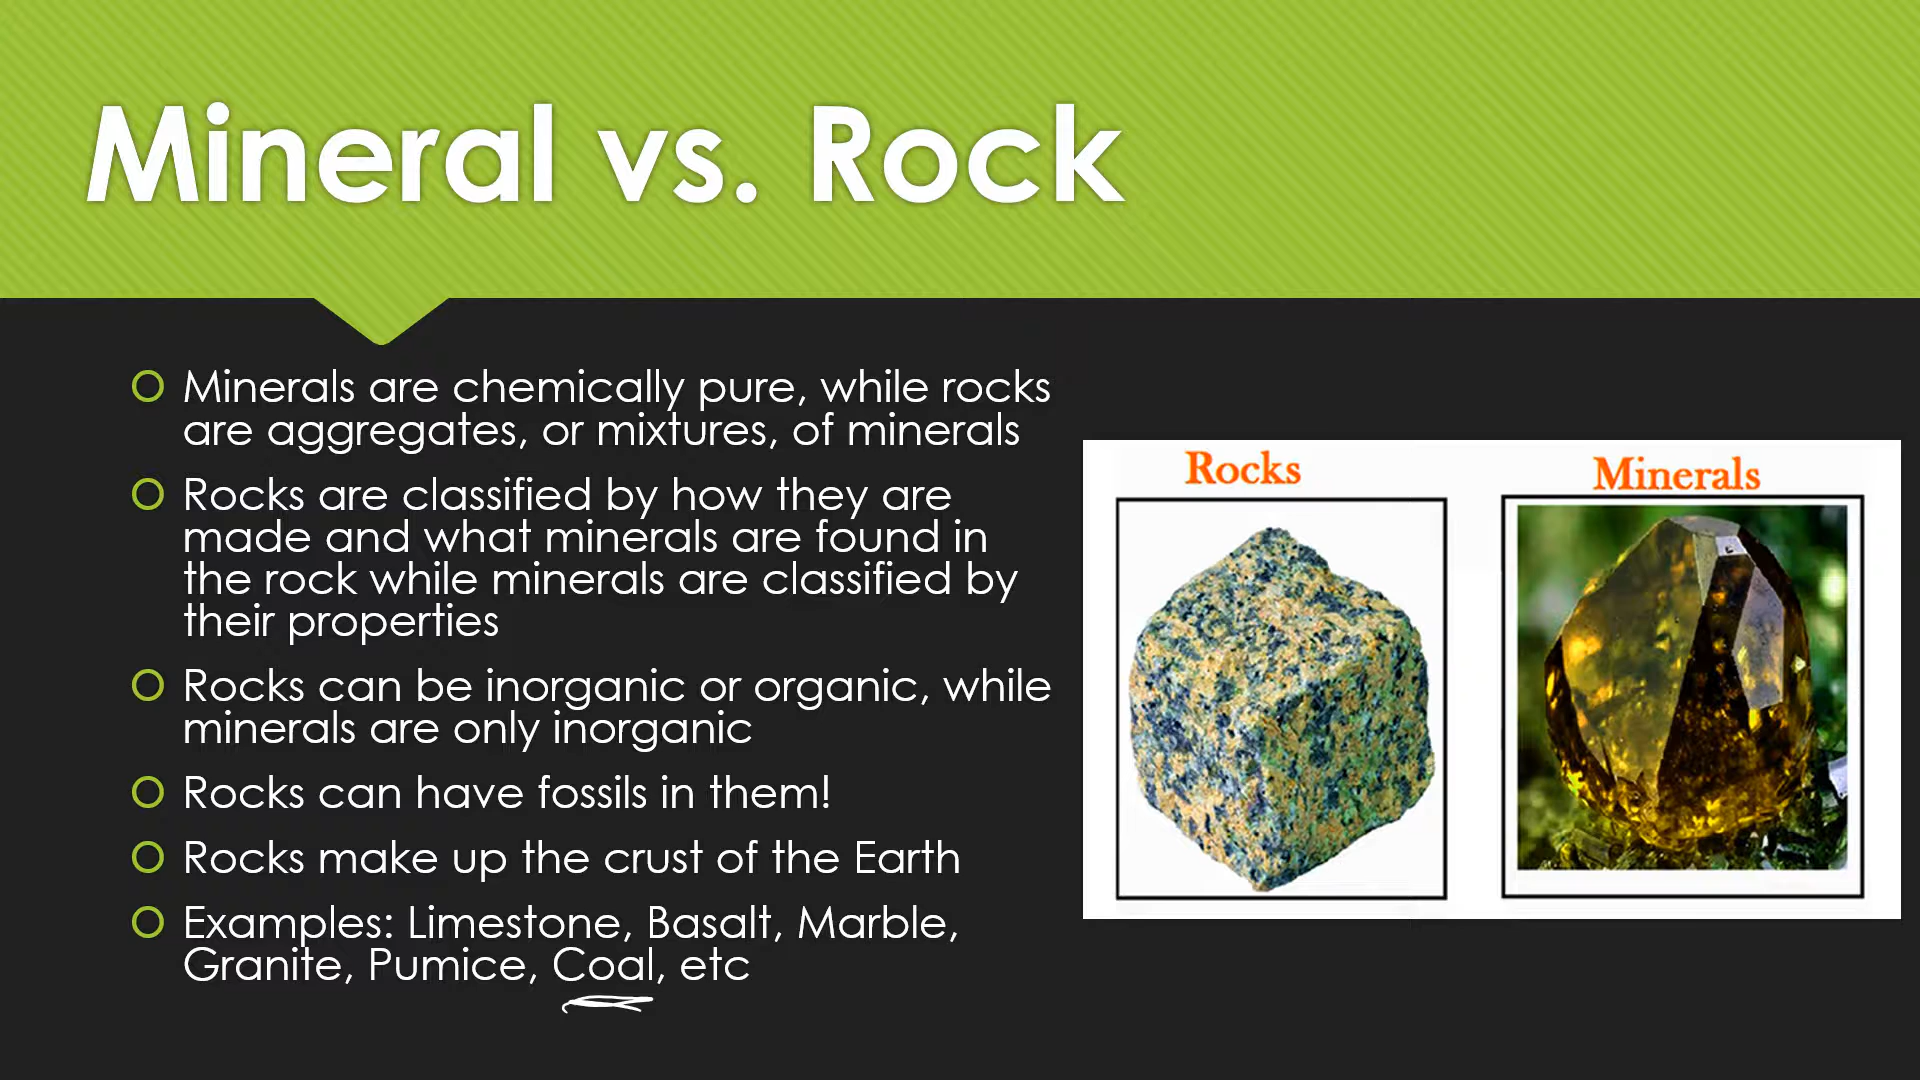 Mineral vs. Rock
Minerals are chemically pure, while rocks
are aggregates, or mixtures, of minerals
Rocks are classified by how they are
made and what minerals are found in
the rock while minerals are classified by
their properties
Rocks can be inorganic or organic, while
minerals are only inorganic
Rocks can have fossils in them!
Rocks make up the crust of the Earth
Examples: Limestone, Basalt, Marble,
Granite, Pumice, Coal, etc
Rocks
Minerals